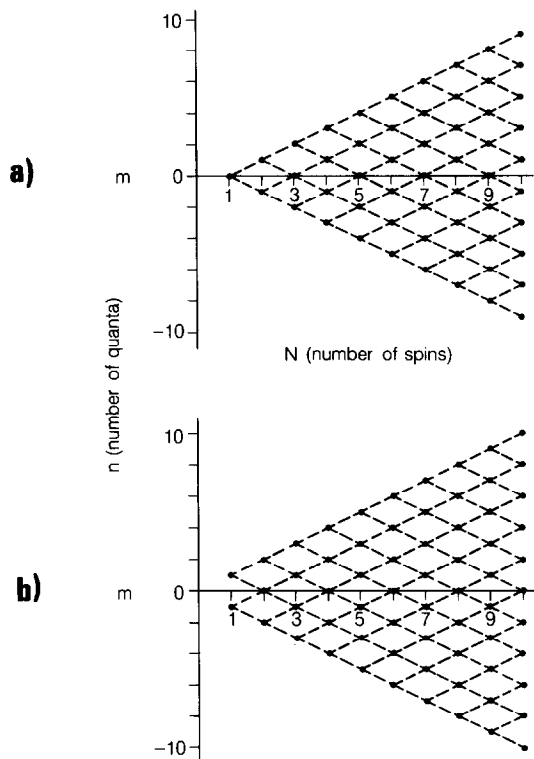 10
a)
m
0
1 3 5 7 9
-10
N (number of spins)
n (number of quanta)
10
b)
m
0
1 3 5 7 9
-10